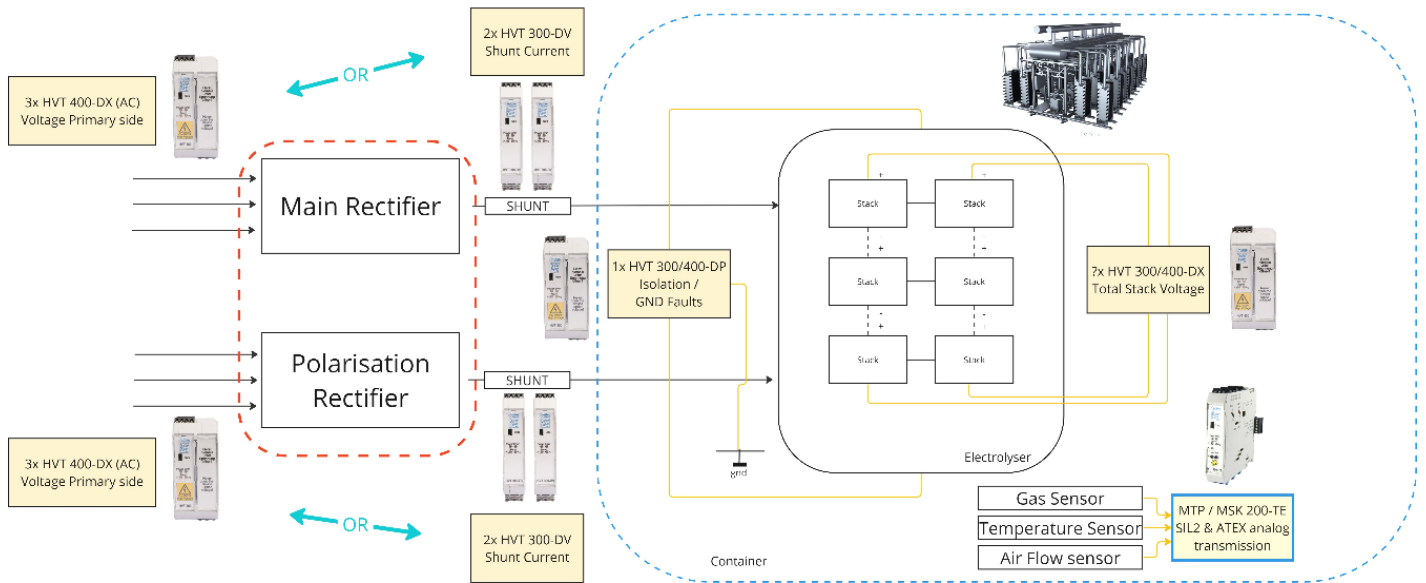 2x HVT 300-DV
Shunt Current
OR
3x HVT 400-DX (AC)
Voltage Primary side
Main Rectifier
SHUNT
1x HVT 300/400-DP
Isolation /
GND Faults
+
+
Stack
Stack
+
+
Stack
Stack
?x HVT 300/400-DX
Total Stack Voltage
-
-
+
Stack
Stack
Polarisation
Rectifier
SHUNT
3x HVT 400-DX (AC)
Voltage Primary side
OR
2x HVT 300-DV
Shunt Current
gnd
Electrolyser
Gas Sensor
Temperature Sensor
Air Flow sensor
MTP / MSK 200-TE
SIL2 & ATEX analog
transmission
Container